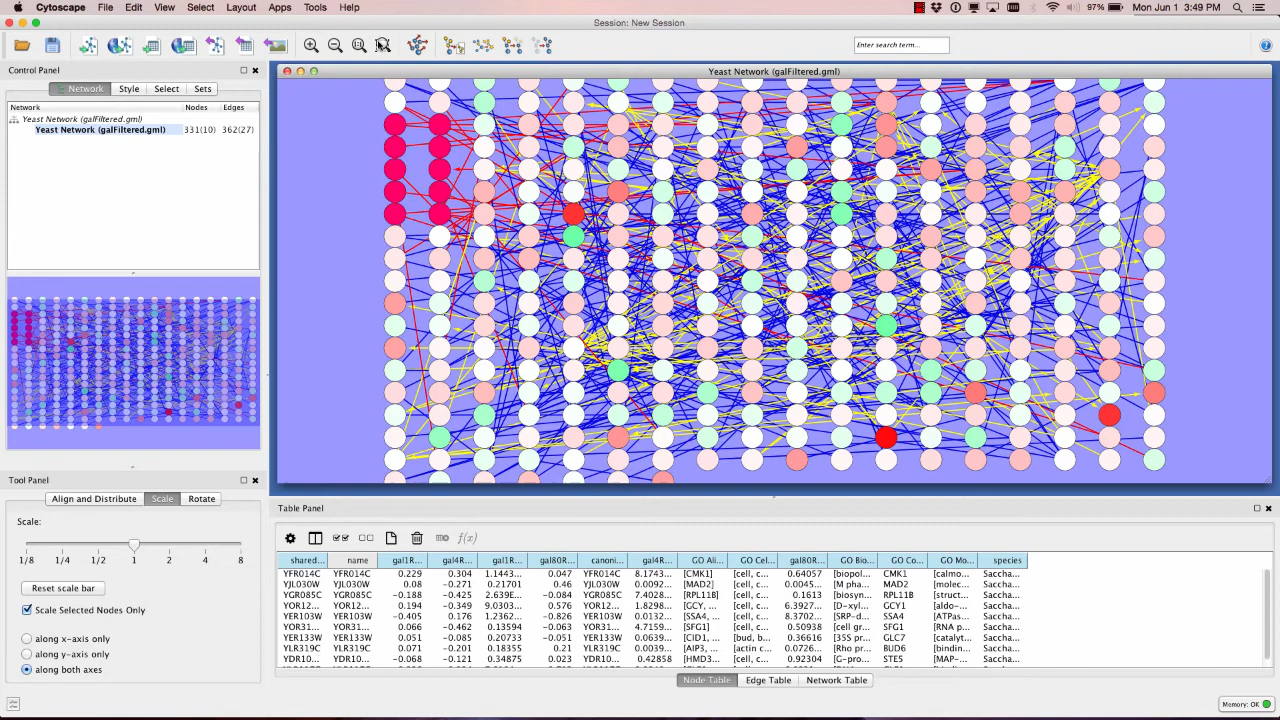 Cytoscape File Edit View Select Layout Apps Tools Help 97% Mon Jun 1 3:49 PM
Session: New Session
Enter search term...
Control Panel
Network Style Select Sets
Network Nodes Edges
Yeast Network (galFiltered.gml)
Yeast Network (galFiltered.gml) 331(10) 362(27)
Yeast Network (galFiltered.gml)
Tool Panel
Align and Distribute Scale Rotate
Scale:
1/8 1/4 1/2 1 2 4 8
Reset scale bar
Scale Selected Nodes Only
along x-axis only
along y-axis only
along both axes
Table Panel
f(x)
shared... name gal1R... gal4R... gal1R... gal80R... canoni... gal4R... GO Ali... GO Cel... gal80R... GO Bio... GO Co... GO Mo... species
YFR014C YFR014C 0.229 0.304 1.1443... 0.047 YFR014C 8.1743... [CMK1] [cell, c... 0.64057 [biopol... CMK1 [calmo... Saccha...
YJL030W YJL030W 0.08 -0.271 0.21701 0.46 YJL030W 0.0092... [MAD2] [cell, c... 0.0045... [M pha... MAD2 [molec... Saccha...
YGR085C YGR085C -0.188 -0.425 2.639E... -0.084 YGR085C 7.4028... [RPL11B] [cell, c... 0.1613 [biosyn... RPL11B [struct... Saccha...
YOR12... YOR12... 0.194 -0.349 9.0303... -0.576 YOR12... 1.8298... [GCY, ... [cell, c... 6.3927... [D-xyl... GCY1 [aldo-... Saccha...
YER103W YER103W -0.405 0.176 1.2362... -0.826 YER103W 0.0132... [SSA4, ... [cell, c... 6.583E-8 [SRP-d... SSA4 [ATPas... Saccha...
YOR31... YOR31... 0.066 -0.46 0.13594 -0.063 YOR31... 4.7159... [SFG1] [cell, c... 0.50938 [cell gr... SFG1 [RNA p... Saccha...
YER133W YER133W 0.051 -0.085 0.20733 -0.051 YER133W 0.0639... [CID1, ... [bud, b... 0.36616 [35S pr... GLC7 [catalyt... Saccha...
YLR319C YLR319C 0.071 -0.201 0.18355 0.21 YLR319C 0.0039... [AIP3, ... [actin c... 0.0068... [Rho pr... BUD6 [bindin... Saccha...
YDR10... YDR10... -0.068 -0.121 0.34875 0.023 YDR10... 0.42858 [HMD3... [cell, c... 0.92304 [G-pro... STE5 [MAP-... Saccha...
Node Table Edge Table Network Table
Memory: OK